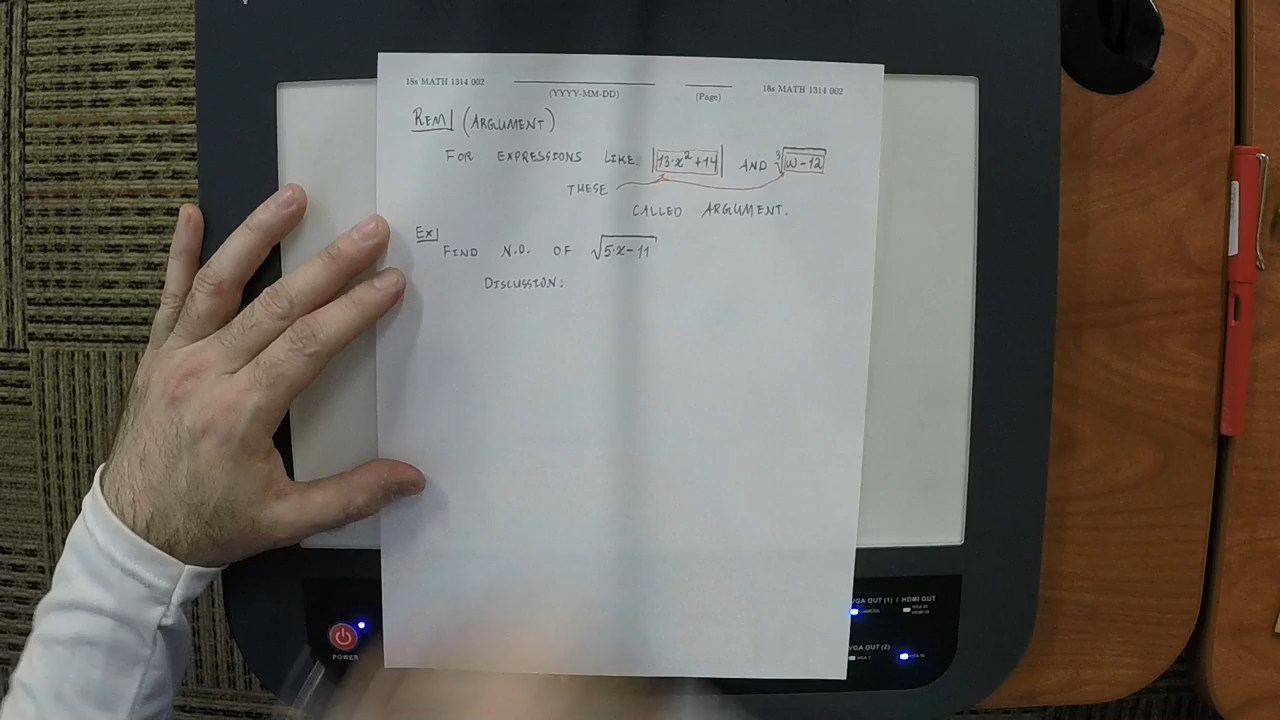 18s MATH 1314 002 (YYYY-MM-DD) (Page) 18s MATH 1314 002
REM (ARGUMENT)
FOR EXPRESSIONS LIKE |13·x²+14| AND ∛(w-12)
THESE
CALLED ARGUMENT.
EX
FIND N.D. OF √(5·x-11)
DISCUSSION:
VGA OUT (1) / HDMI OUT
VGA OUT (2)
POWER